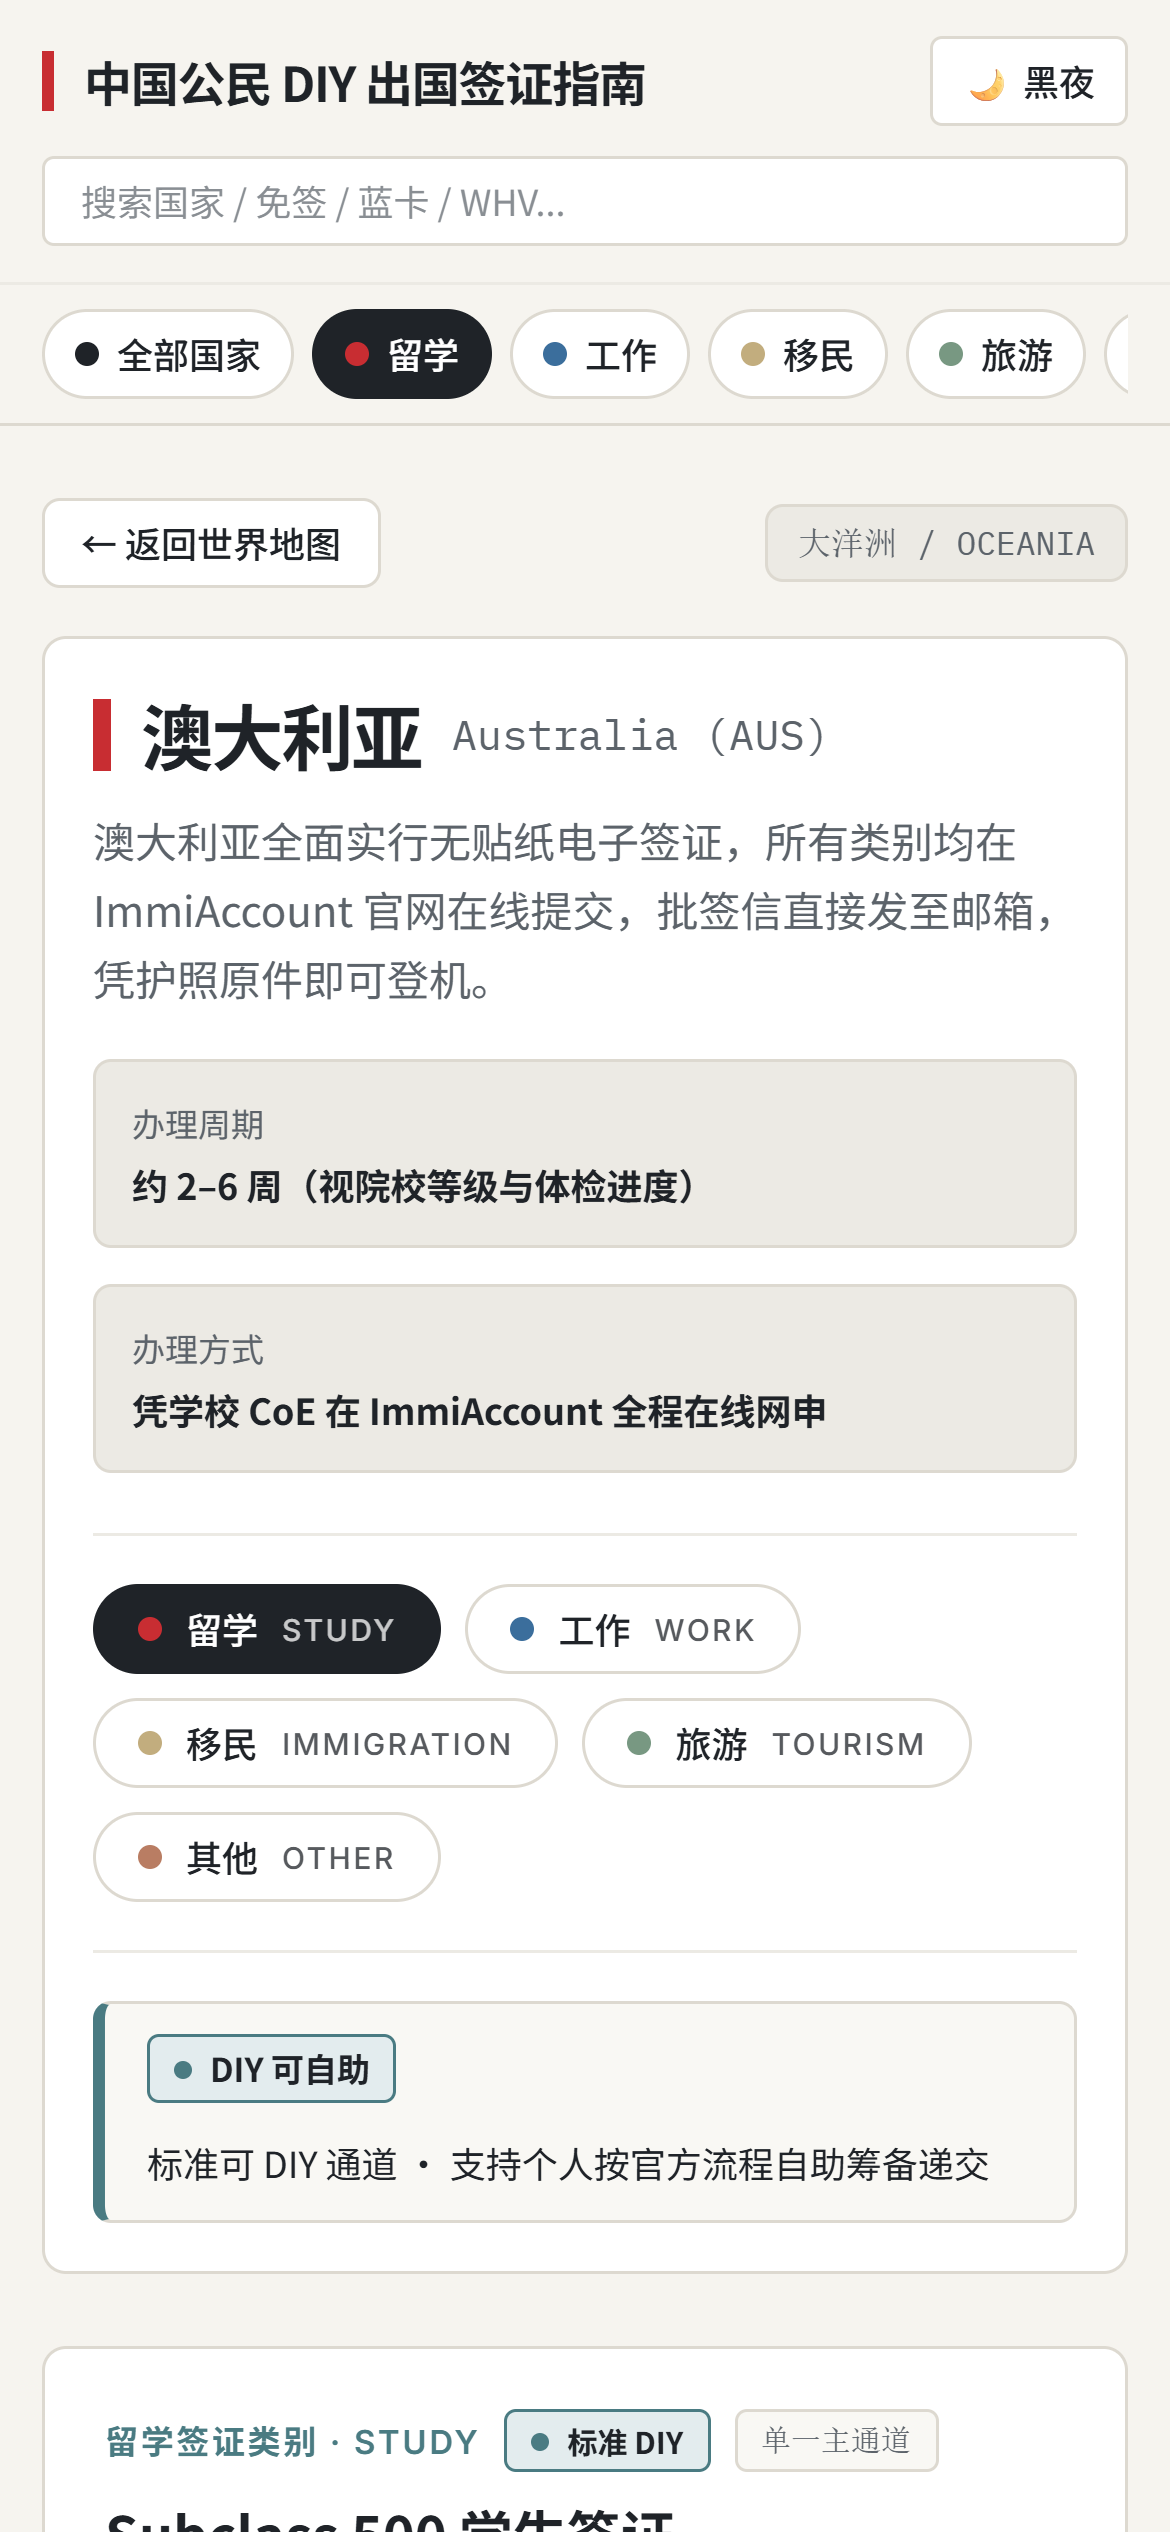 中国公民 DIY 出国签证指南
🌙 黑夜
搜索国家 / 免签 / 蓝卡 / WHV...
全部国家 留学 工作 移民 旅游
← 返回世界地图
大洋洲 / OCEANIA
澳大利亚 Australia (AUS)
澳大利亚全面实行无贴纸电子签证，所有类别均在
ImmiAccount 官网在线提交，批签信直接发至邮箱，
凭护照原件即可登机。
办理周期
约 2–6 周（视院校等级与体检进度）
办理方式
凭学校 CoE 在 ImmiAccount 全程在线网申
留学 STUDY 工作 WORK
移民 IMMIGRATION 旅游 TOURISM
其他 OTHER
DIY 可自助
标准可 DIY 通道 · 支持个人按官方流程自助筹备递交
留学签证类别 · STUDY 标准 DIY 单一主通道
Subclass 500 学生签证